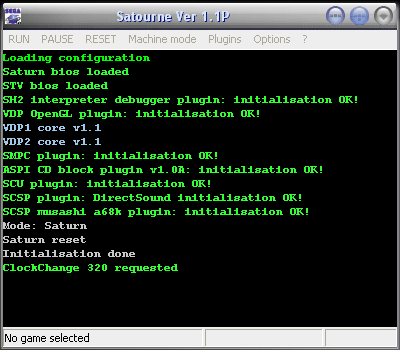 SEGA
Satourne Ver 1.1P
RUN PAUSE RESET Machine mode Plugins Options ?
Loading configuration
Saturn bios loaded
STV bios loaded
SH2 interpreter debugger plugin: initialisation OK!
VDP OpenGL plugin: initialisation OK!
VDP1 core v1.1
VDP2 core v1.1
SMPC plugin: initialisation OK!
RSPI CD block plugin v1.0A: initialisation OK!
SCU plugin: initialisation OK!
SCSP plugin: DirectSound initialisation OK!
SCSP musashi a68k plugin: initialisation OK!
Mode: Saturn
Saturn reset
Initialisation done
ClockChange 320 requested
No game selected